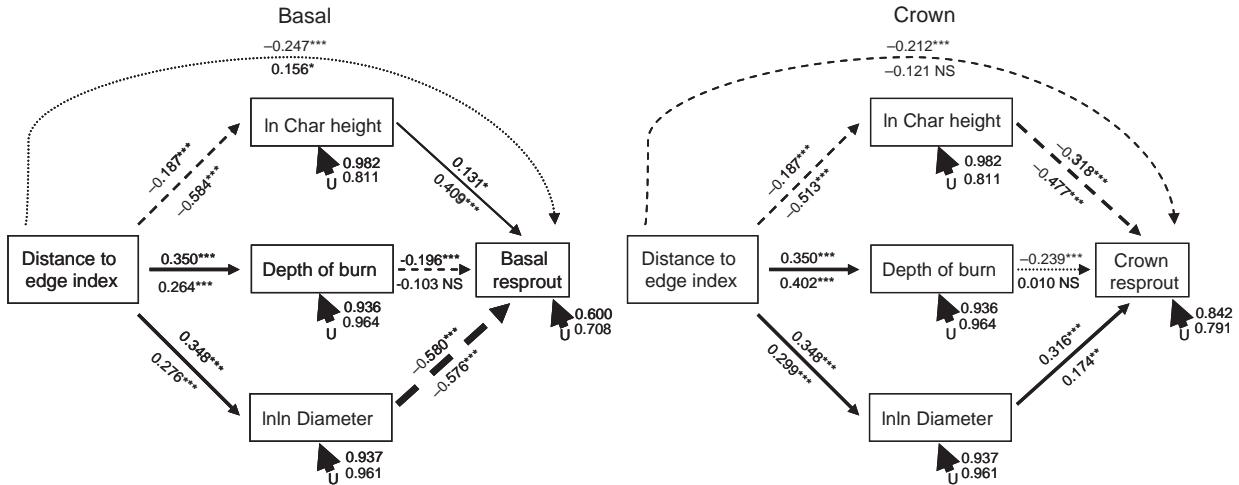 Basal
–0.247***
0.156*
ln Char height
0.982
0.811
U
–0.187***
–0.584***
0.131*
0.409***
Distance to
edge index
0.350***
0.264***
Depth of burn
0.936
0.964
U
-0.196***
-0.103 NS
Basal
resprout
0.600
0.708
U
0.348***
0.276***
–0.580***
–0.576***
lnln Diameter
0.937
0.961
U
Crown
–0.212***
–0.121 NS
ln Char height
0.982
0.811
U
–0.187***
–0.513***
–0.318***
–0.477***
Distance to
edge index
0.350***
0.402***
Depth of burn
0.936
0.964
U
–0.239***
0.010 NS
Crown
resprout
0.842
0.791
U
0.348***
0.299***
0.316***
0.174**
lnln Diameter
0.937
0.961
U